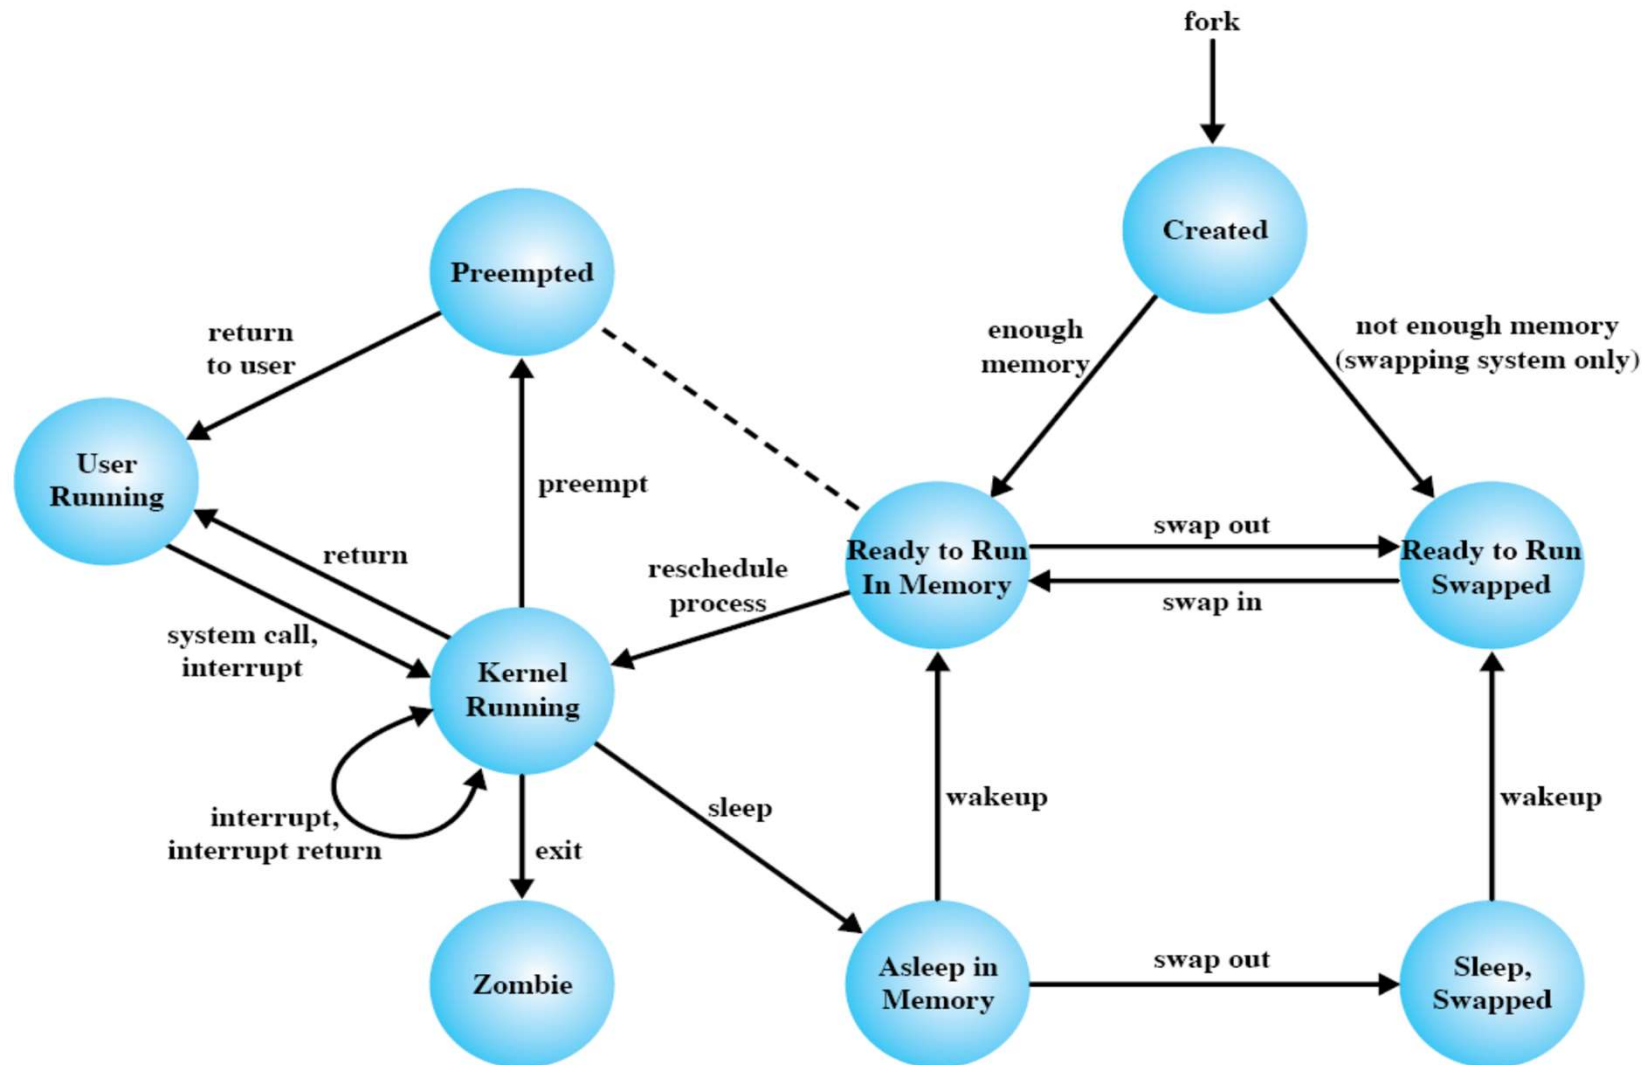 fork
Created
Preempted
enough
memory
not enough memory
(swapping system only)
return
to user
User
Running
preempt
return
reschedule
process
Ready to Run
In Memory
swap out
swap in
Ready to Run
Swapped
system call,
interrupt
Kernel
Running
interrupt,
interrupt return
sleep
exit
wakeup
wakeup
Zombie
Asleep in
Memory
swap out
Sleep,
Swapped